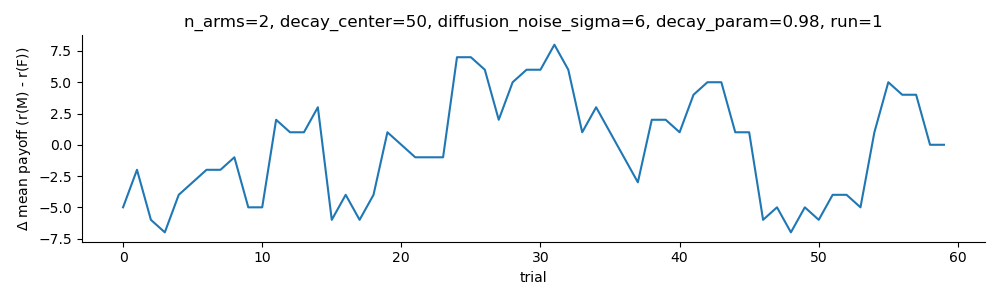 n_arms=2, decay_center=50, diffusion_noise_sigma=6, decay_param=0.98, run=1
Δ mean payoff (r(M) - r(F))
7.5
5.0
2.5
0.0
−2.5
−5.0
−7.5
0 10 20 30 40 50 60
trial